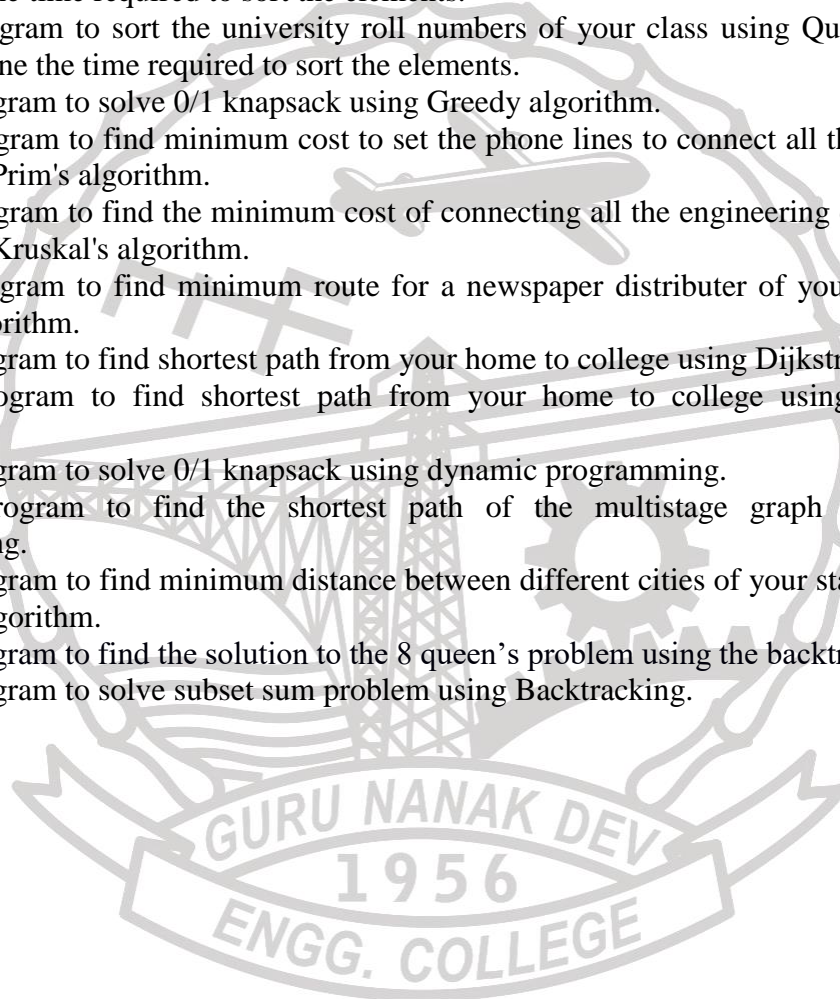 gram to sort the university roll numbers of your class using Qu
ne the time required to sort the elements.
gram to solve 0/1 knapsack using Greedy algorithm.
gram to find minimum cost to set the phone lines to connect all th
Prim's algorithm.
gram to find the minimum cost of connecting all the engineering
Kruskal's algorithm.
gram to find minimum route for a newspaper distributer of you
orithm.
gram to find shortest path from your home to college using Dijkstr
ogram to find shortest path from your home to college using
gram to solve 0/1 knapsack using dynamic programming.
rogram to find the shortest path of the multistage graph
ng.
gram to find minimum distance between different cities of your sta
gorithm.
gram to find the solution to the 8 queen’s problem using the backtr
gram to solve subset sum problem using Backtracking.
GURU NANAK DEV
1956
ENGG. COLLEGE